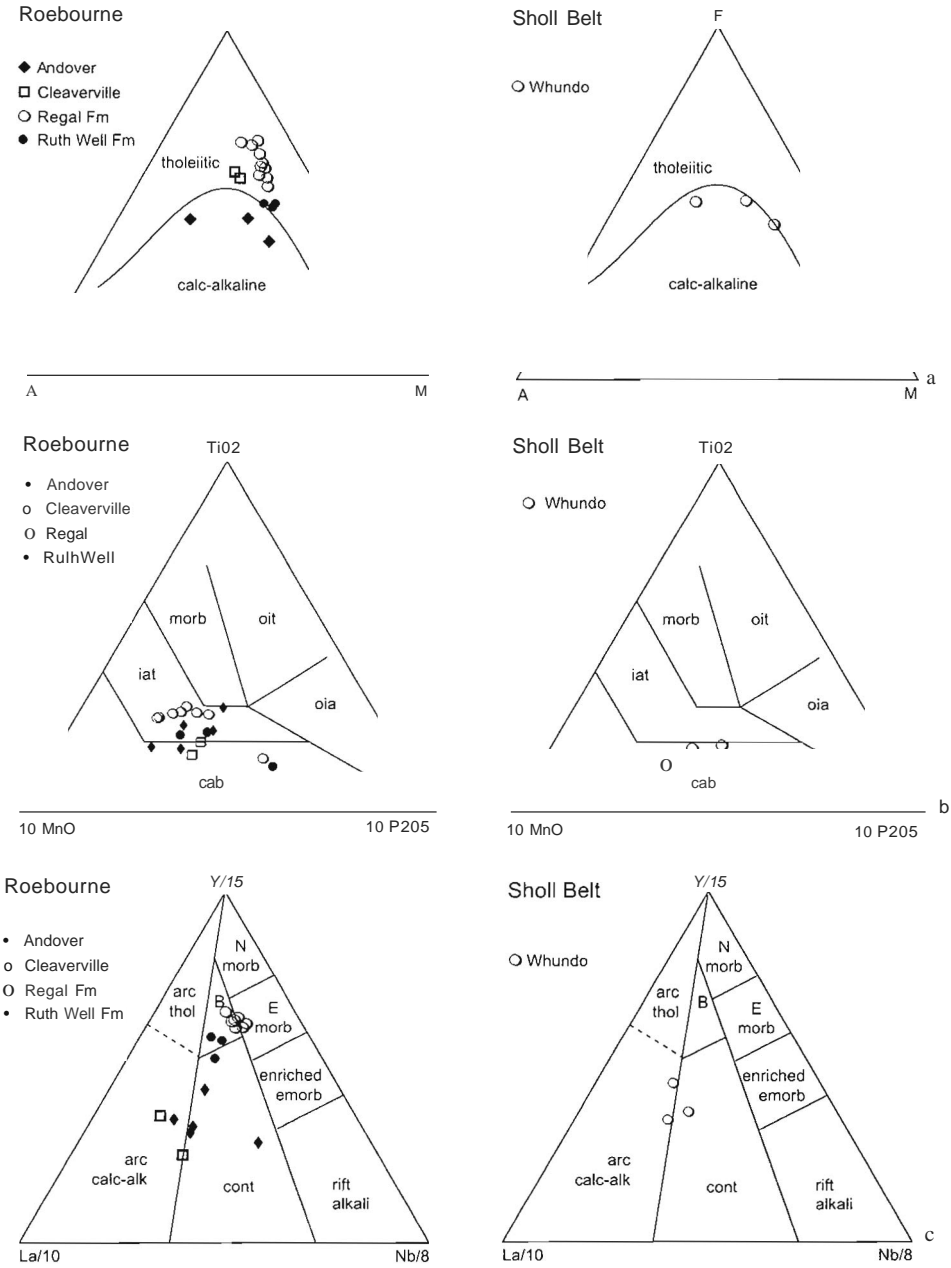 Roebourne
◆ Andover
□ Cleaverville
○ Regal Fm
● Ruth Well Fm
tholeiitic
calc-alkaline
A
M
Sholl Belt
F
○ Whundo
tholeiitic
calc-alkaline
A
M
a
Roebourne
Ti02
• Andover
o Cleaverville
O Regal
• RulhWell
morb
oit
iat
oia
cab
10 MnO
10 P205
Sholl Belt
Ti02
○ Whundo
morb
oit
iat
oia
O
cab
10 MnO
10 P205
b
Roebourne
Y/15
• Andover
o Cleaverville
O Regal Fm
• Ruth Well Fm
N
morb
arc
thol
B
E
morb
enriched
emorb
arc
calc-alk
cont
rift
alkali
La/10
Nb/8
Sholl Belt
Y/15
○ Whundo
N
morb
arc
thol
B
E
morb
enriched
emorb
arc
calc-alk
cont
rift
alkali
La/10
Nb/8
c